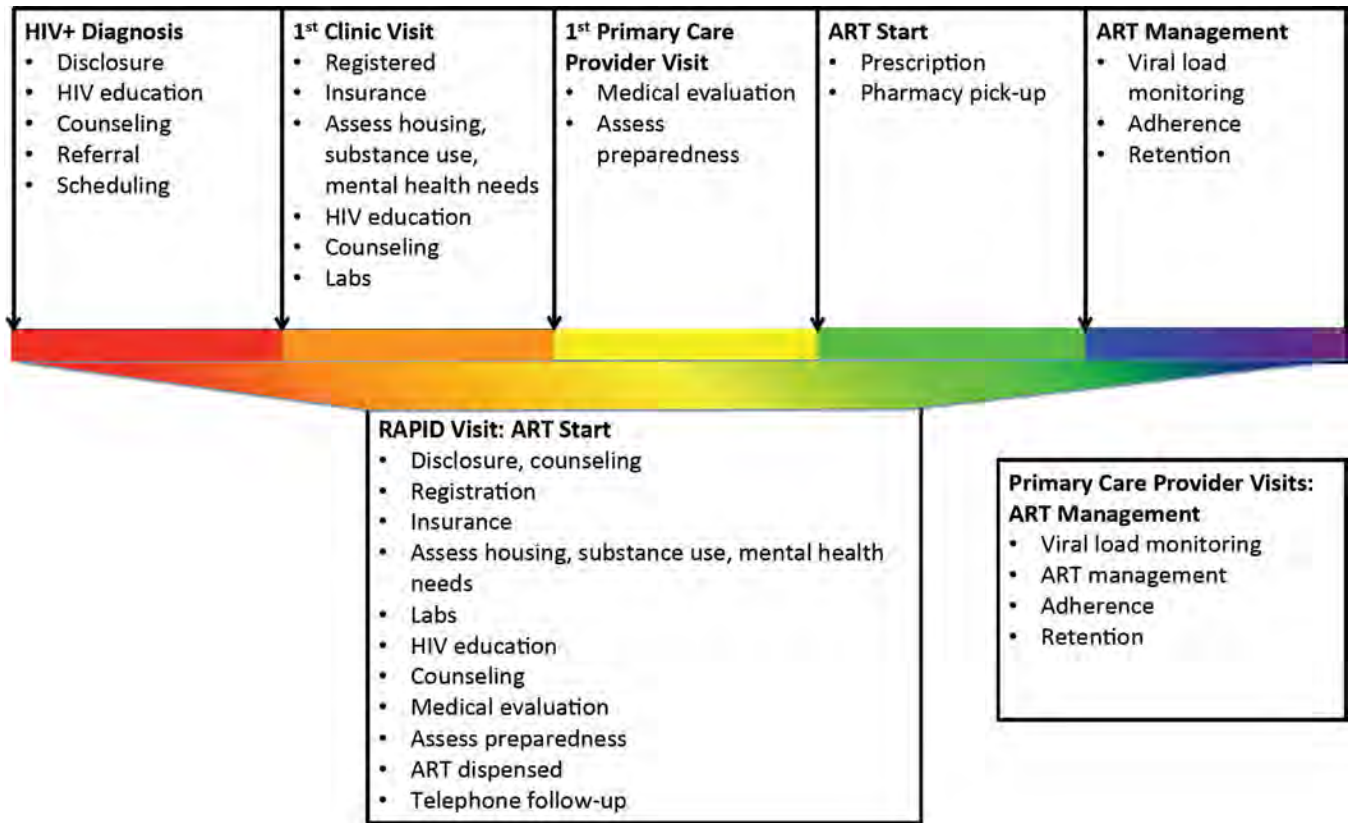 HIV+ Diagnosis
• Disclosure
• HIV education
• Counseling
• Referral
• Scheduling
1st Clinic Visit
• Registered
• Insurance
• Assess housing,
substance use,
mental health needs
• HIV education
• Counseling
• Labs
1st Primary Care
Provider Visit
• Medical evaluation
• Assess
preparedness
ART Start
• Prescription
• Pharmacy pick-up
ART Management
• Viral load
monitoring
• Adherence
• Retention
RAPID Visit: ART Start
• Disclosure, counseling
• Registration
• Insurance
• Assess housing, substance use, mental health
needs
• Labs
• HIV education
• Counseling
• Medical evaluation
• Assess preparedness
• ART dispensed
• Telephone follow-up
Primary Care Provider Visits:
ART Management
• Viral load monitoring
• ART management
• Adherence
• Retention